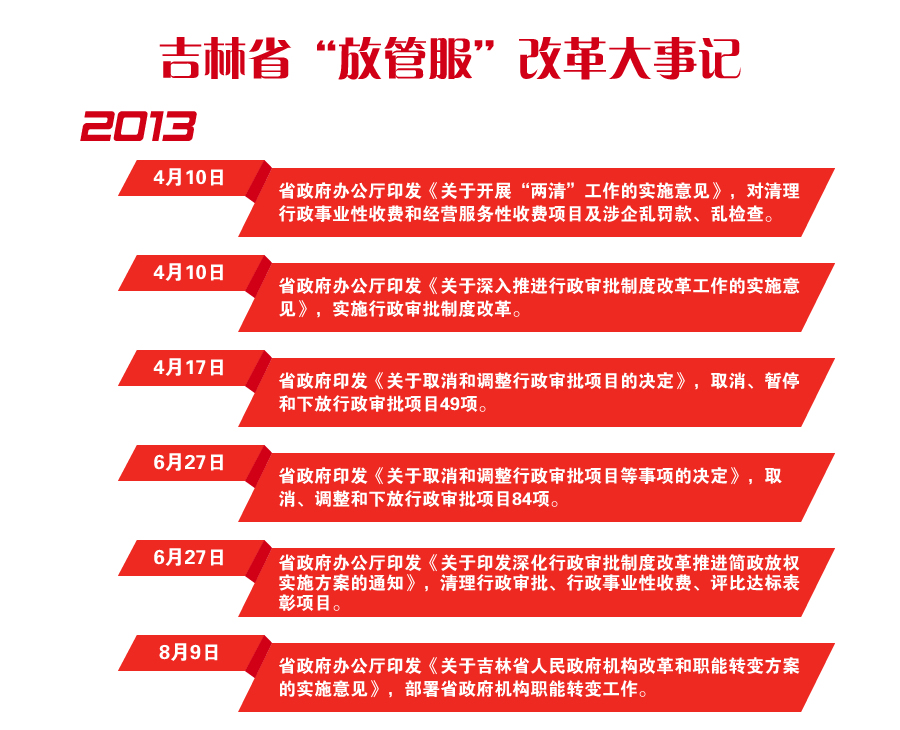 吉林省“放管服”改革大事记
2013
4月10日
省政府办公厅印发《关于开展“两清”工作的实施意见》，对清理
行政事业性收费和经营服务性收费项目及涉企乱罚款、乱检查。
4月10日
省政府办公厅印发《关于深入推进行政审批制度改革工作的实施意
见》，实施行政审批制度改革。
4月17日
省政府印发《关于取消和调整行政审批项目的决定》，取消、暂停
和下放行政审批项目49项。
6月27日
省政府印发《关于取消和调整行政审批项目等事项的决定》，取
消、调整和下放行政审批项目84项。
6月27日
省政府办公厅印发《关于印发深化行政审批制度改革推进简政放权
实施方案的通知》，清理行政审批、行政事业性收费、评比达标表
彰项目。
8月9日
省政府办公厅印发《关于吉林省人民政府机构改革和职能转变方案
的实施意见》，部署省政府机构职能转变工作。